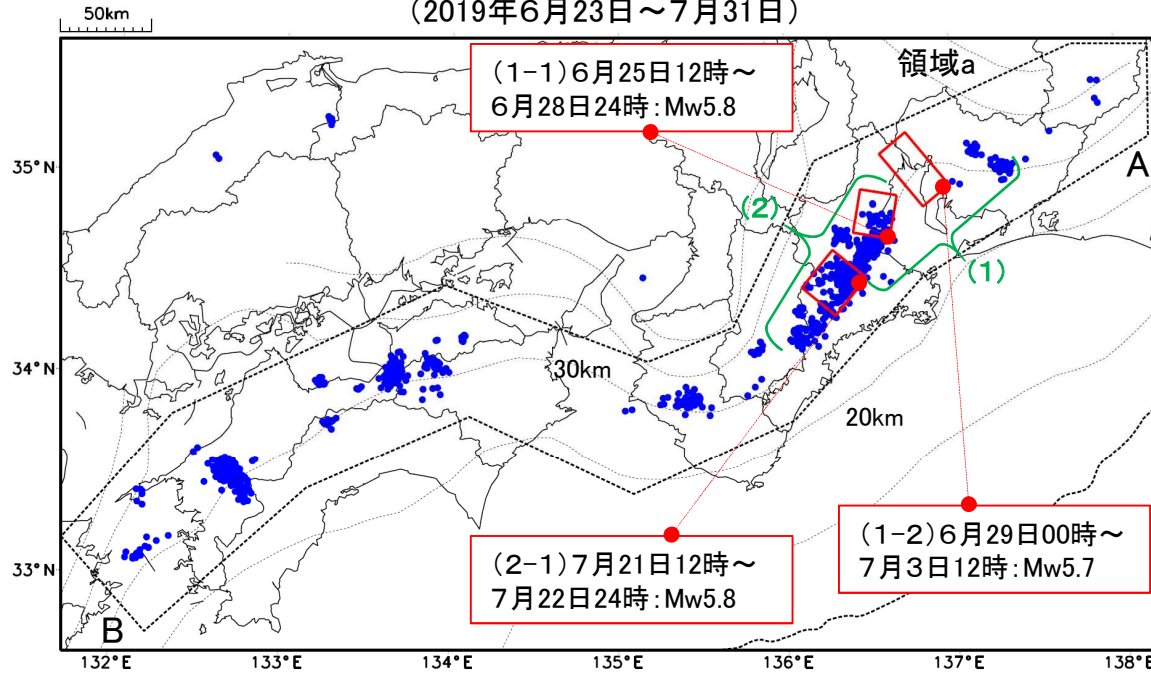 50km
(2019年６月23日～７月31日)
(1-1)６月25日12時～
６月28日24時：Mw5.8
領域a
A
35°N
(2)
(1)
34°N
30km
20km
33°N
(2-1)７月21日12時～
７月22日24時：Mw5.8
(1-2)６月29日00時～
７月３日12時：Mw5.7
B
132°E
133°E
134°E
135°E
136°E
137°E
138°E